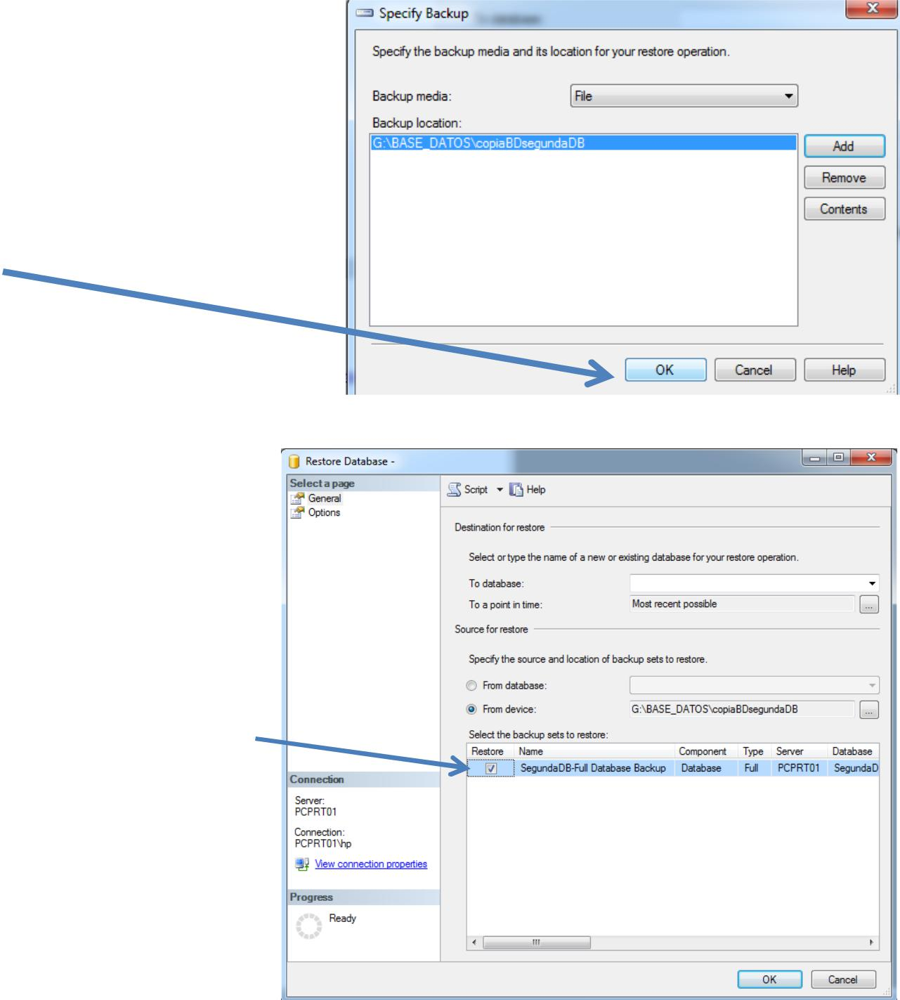 Specify Backup
Specify the backup media and its location for your restore operation.
Backup media: File
Backup location:
G:\BASE_DATOS\copiaBDsegundaDB
Add
Remove
Contents
OK Cancel Help
Restore Database -
Select a page
General
Options
Script Help
Destination for restore
Select or type the name of a new or existing database for your restore operation.
To database:
To a point in time: Most recent possible ...
Source for restore
Specify the source and location of backup sets to restore.
From database:
From device: G:\BASE_DATOS\copiaBDsegundaDB ...
Select the backup sets to restore:
Restore Name Component Type Server Database
SegundaDB-Full Database Backup Database Full PCPRT01 SegundaD
Connection
Server:
PCPRT01
Connection:
PCPRT01\hp
View connection properties
Progress
Ready
OK Cancel